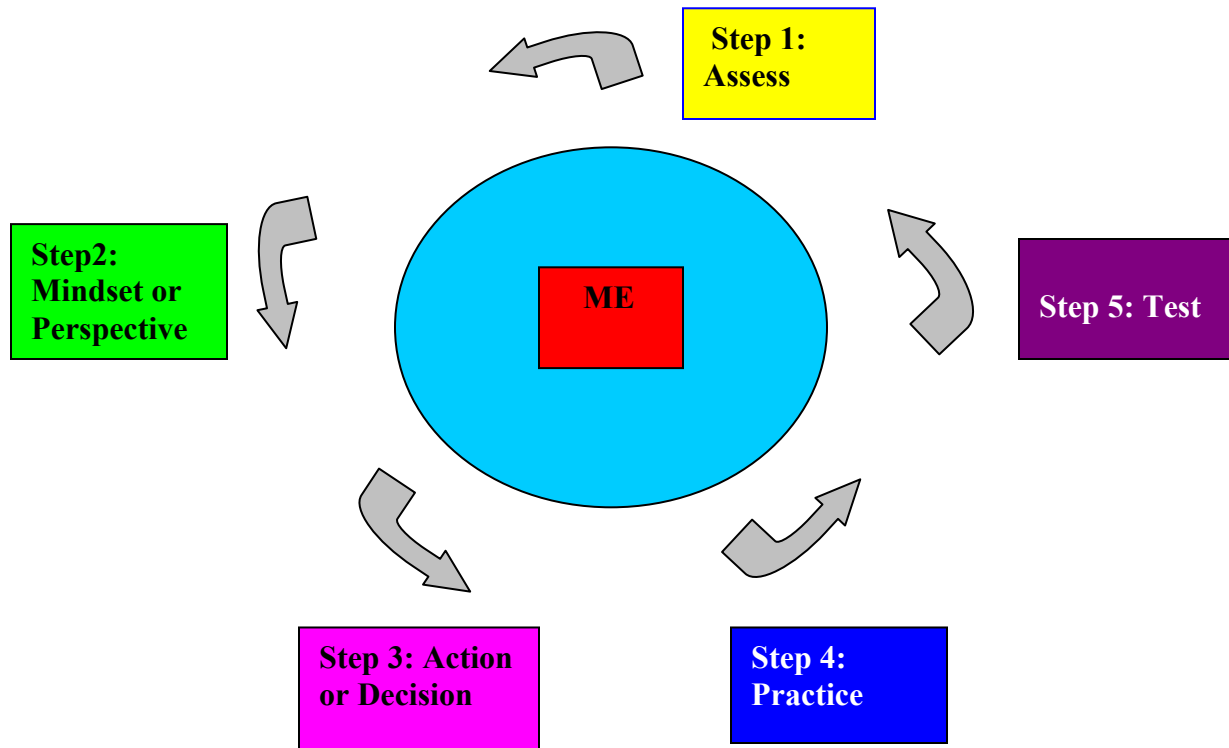 Step 1:
Assess
Step2:
Mindset or
Perspective
ME
Step 5: Test
Step 3: Action
or Decision
Step 4:
Practice